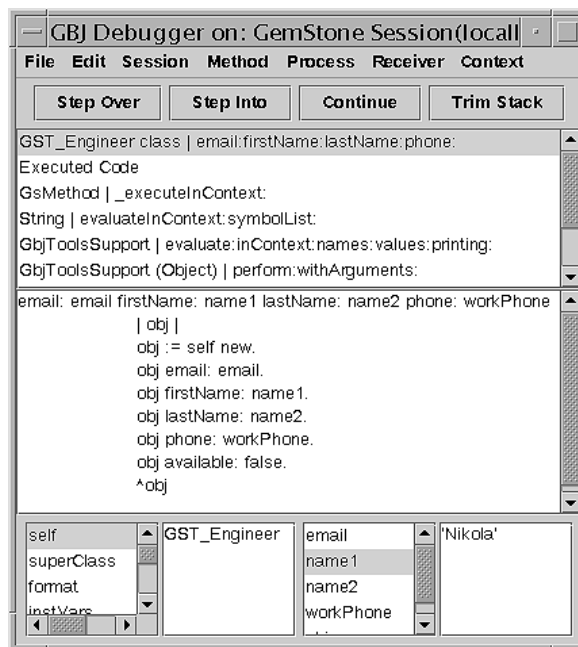 GBJ Debugger on: GemStone Session(locall
File Edit Session Method Process Receiver Context
Step Over Step Into Continue Trim Stack
GST_Engineer class | email:firstName:lastName:phone:
Executed Code
GsMethod | _executeInContext:
String | evaluateInContext:symbolList:
GbjToolsSupport | evaluate:inContext:names:values:printing:
GbjToolsSupport (Object) | perform:withArguments:
email: email firstName: name1 lastName: name2 phone: workPhone
| obj |
obj := self new.
obj email: email.
obj firstName: name1.
obj lastName: name2.
obj phone: workPhone.
obj available: false.
^obj
self
superClass
format
instVars
GST_Engineer
email
name1
name2
workPhone
'Nikola'